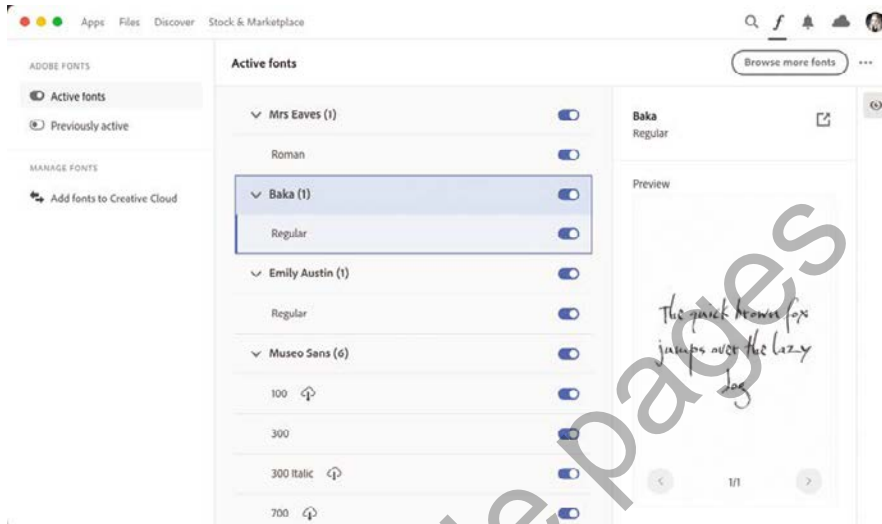 Apps Files Discover Stock & Marketplace
ADOBE FONTS
Active fonts
Previously active
MANAGE FONTS
Add fonts to Creative Cloud
Active fonts
Browse more fonts
Mrs Eaves (1)
Roman
Baka (1)
Regular
Emily Austin (1)
Regular
Museo Sans (6)
100
300
300 Italic
700
Baka
Regular
Preview
The quick brown fox
jumps over the lazy
dog
1/1
pages